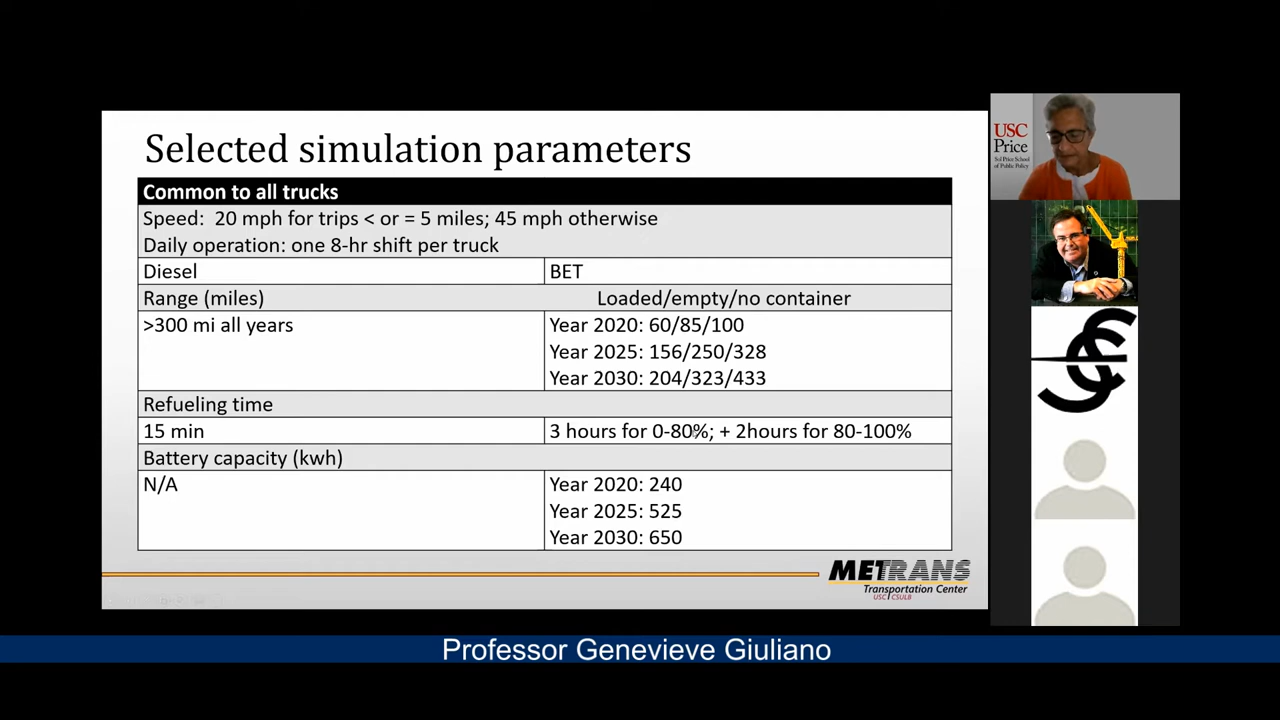 Selected simulation parameters
Common to all trucks
Speed: 20 mph for trips < or = 5 miles; 45 mph otherwise
Daily operation: one 8-hr shift per truck
Diesel
BET
Range (miles)
Loaded/empty/no container
>300 mi all years
Year 2020: 60/85/100
Year 2025: 156/250/328
Year 2030: 204/323/433
Refueling time
15 min
3 hours for 0-80%; + 2hours for 80-100%
Battery capacity (kwh)
N/A
Year 2020: 240
Year 2025: 525
Year 2030: 650
METRANS
Transportation Center
USC | CSULB
USC
Price
Sol Price School
of Public Policy
Professor Genevieve Giuliano